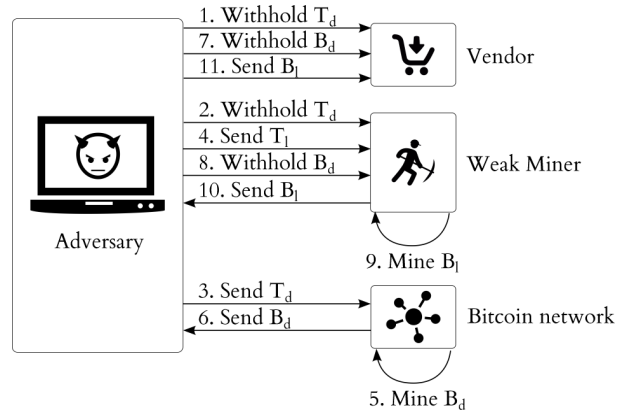 1. Withhold T_d
7. Withhold B_d
11. Send B_l
Vendor
2. Withhold T_d
4. Send T_l
8. Withhold B_d
10. Send B_l
Weak Miner
9. Mine B_l
Adversary
3. Send T_d
6. Send B_d
Bitcoin network
5. Mine B_d